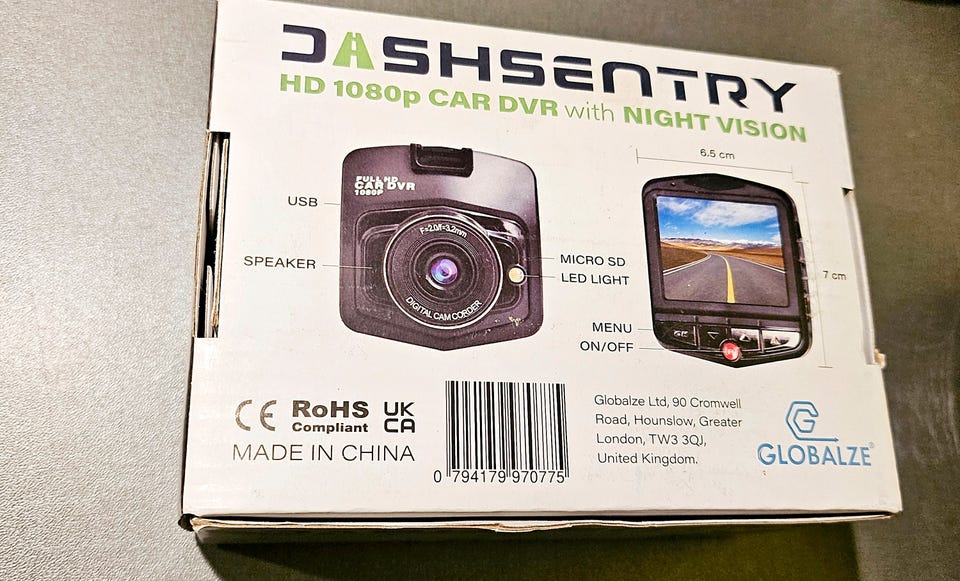 DASHSENTRY
HD 1080p CAR DVR with NIGHT VISION
6.5 cm
FULL HD
CAR DVR
1080P
USB
F=2.0/f=3.2mm
SPEAKER
MICRO SD
LED LIGHT
7 cm
DIGITAL CAM CORDER
MENU
ON/OFF
CE RoHS Compliant UK CA
MADE IN CHINA
0 794179 970775
Globalze Ltd, 90 Cromwell
Road, Hounslow, Greater
London, TW3 3QJ,
United Kingdom.
GLOBALZE®